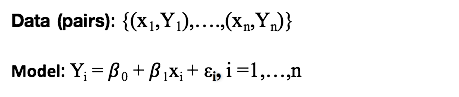 Data (pairs): {(x₁,Y₁),....,(xₙ,Yₙ)}
Model: Yᵢ = β₀ + β₁xᵢ + εᵢ, i =1,...,n